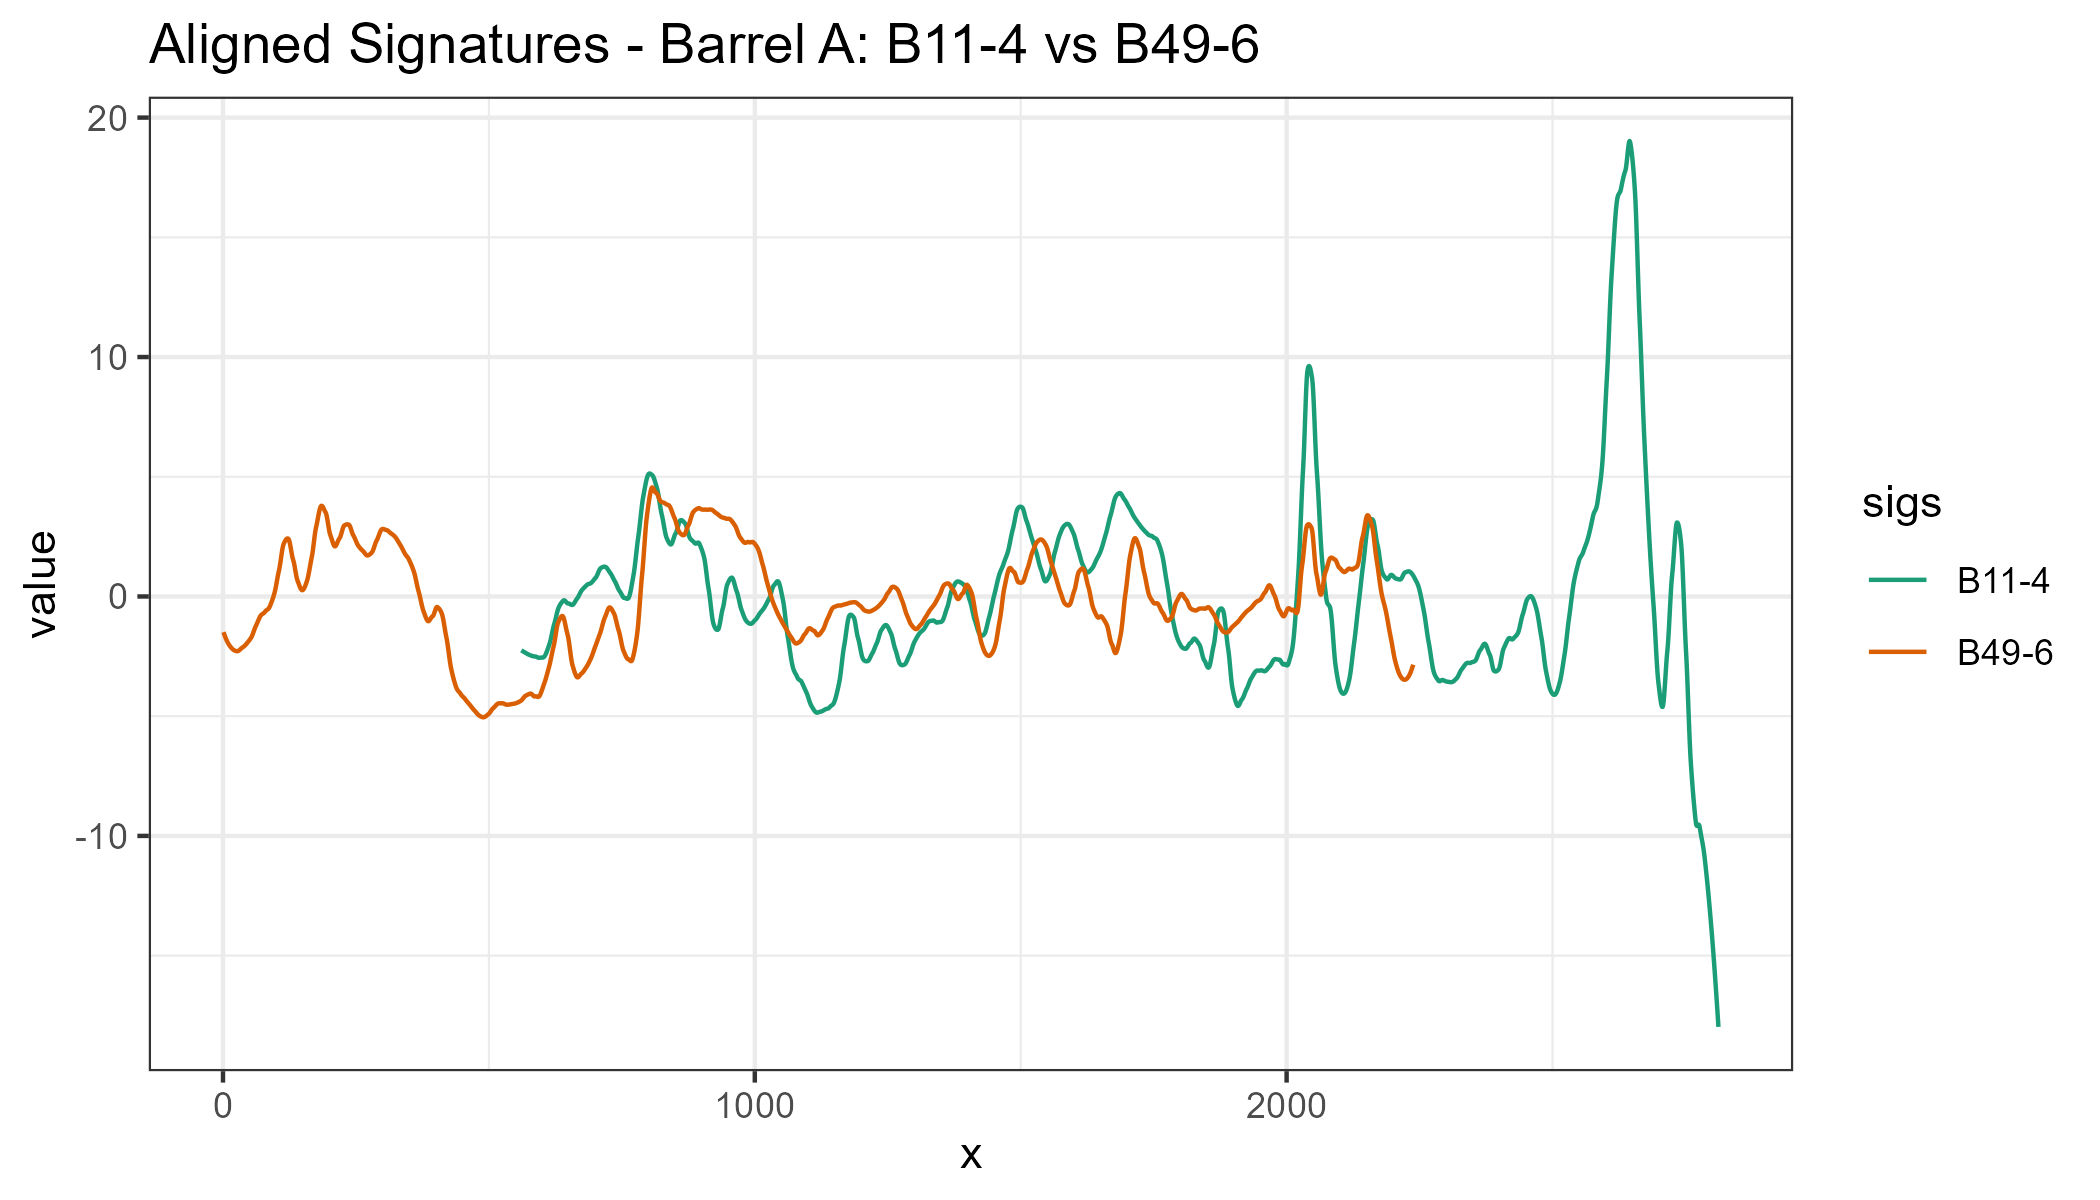 Aligned Signatures - Barrel A: B11-4 vs B49-6
20
10
0
-10
value
0
1000
2000
x
sigs
B11-4
B49-6